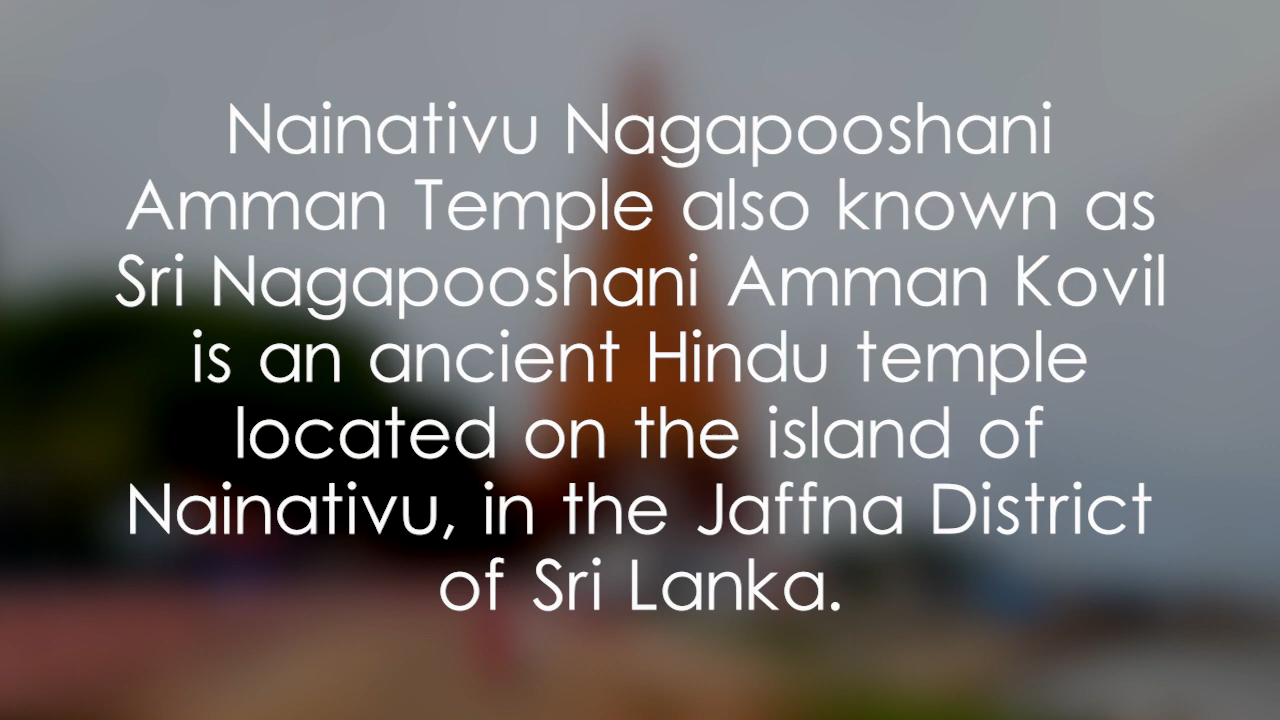 Nainativu Nagapooshani
Amman Temple also known as
Sri Nagapooshani Amman Kovil
is an ancient Hindu temple
located on the island of
Nainativu, in the Jaffna District
of Sri Lanka.